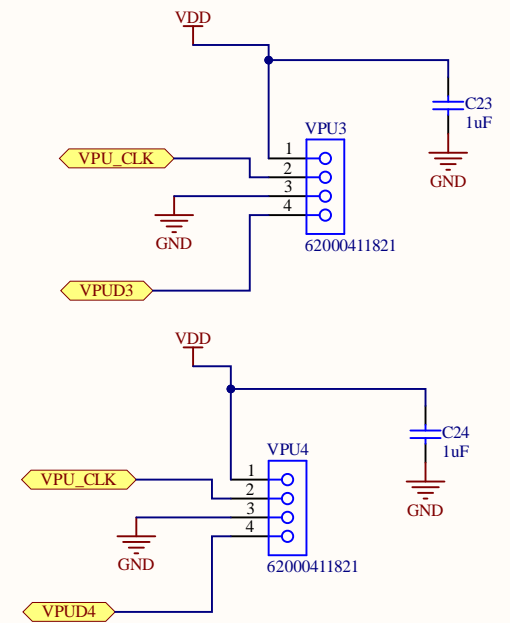 VDD
C23
1uF
GND
VPU3
VPU_CLK
1
2
3
4
GND
62000411821
VPUD3
VDD
C24
1uF
GND
VPU4
VPU_CLK
1
2
3
4
GND
62000411821
VPUD4